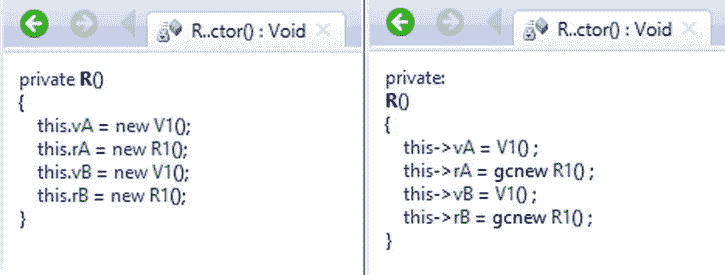 R..ctor() : Void
private R()
{
this.vA = new V1();
this.rA = new R1();
this.vB = new V1();
this.rB = new R1();
}
R..ctor() : Void
private:
R()
{
this->vA = V1() ;
this->rA = gcnew R1() ;
this->vB = V1() ;
this->rB = gcnew R1() ;
}